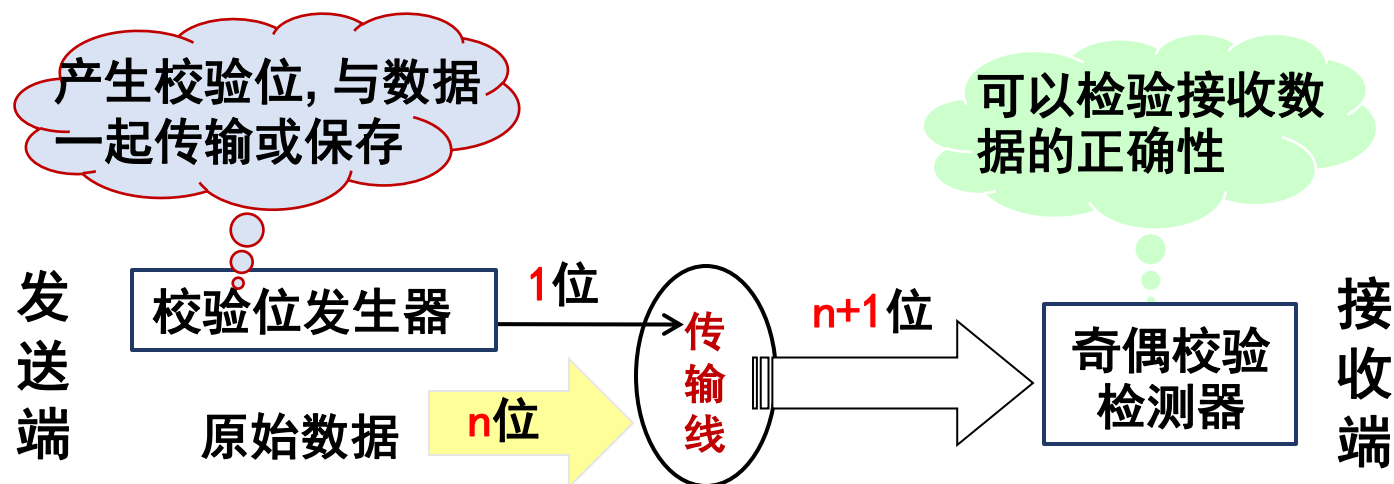 产生校验位, 与数据
一起传输或保存
可以检验接收数
据的正确性
发送端
校验位发生器
1位
原始数据
n位
传输线
n+1位
奇偶校验
检测器
接收端